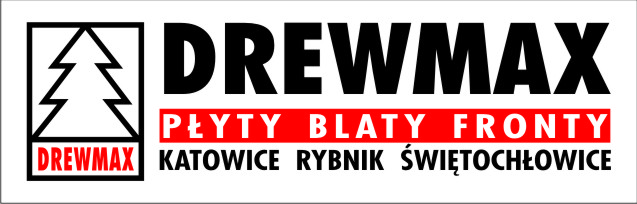 DREWMAX
DREWMAX
PŁYTY BLATY FRONTY
KATOWICE RYBNIK ŚWIĘTOCHŁOWICE